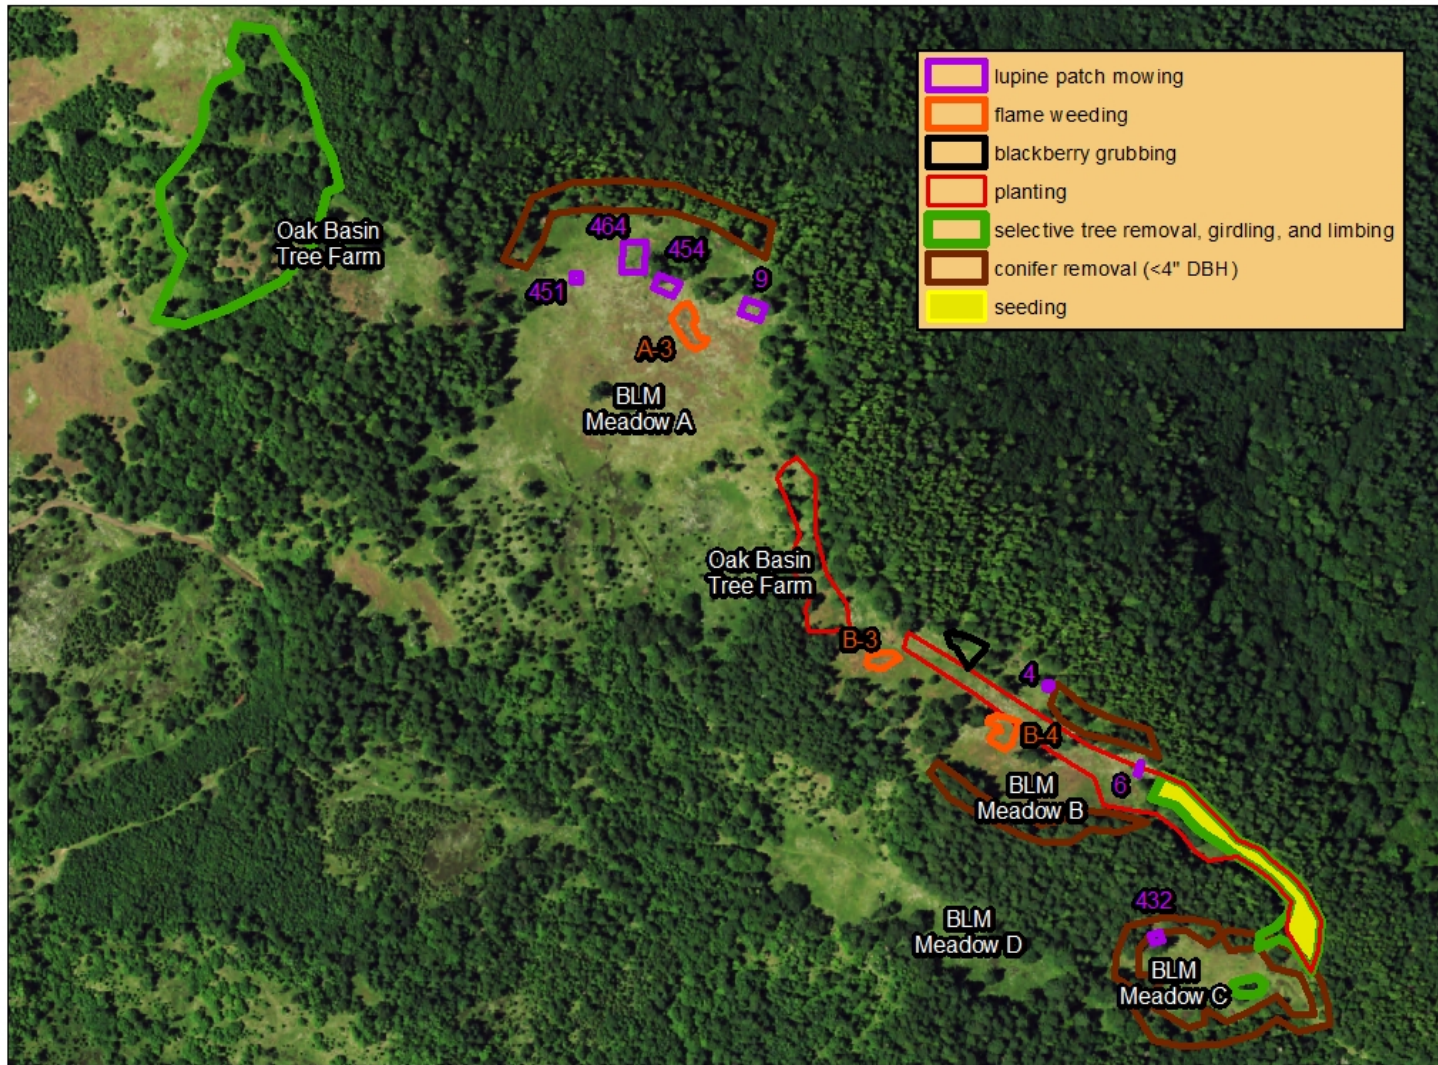 lupine patch mowing
flame weeding
blackberry grubbing
planting
selective tree removal, girdling, and limbing
conifer removal (<4" DBH)
seeding
Oak Basin
Tree Farm
464
454
451
9
A-3
BLM
Meadow A
Oak Basin
Tree Farm
B-3
4
B-4
6
BLM
Meadow B
432
BLM
Meadow D
BLM
Meadow C